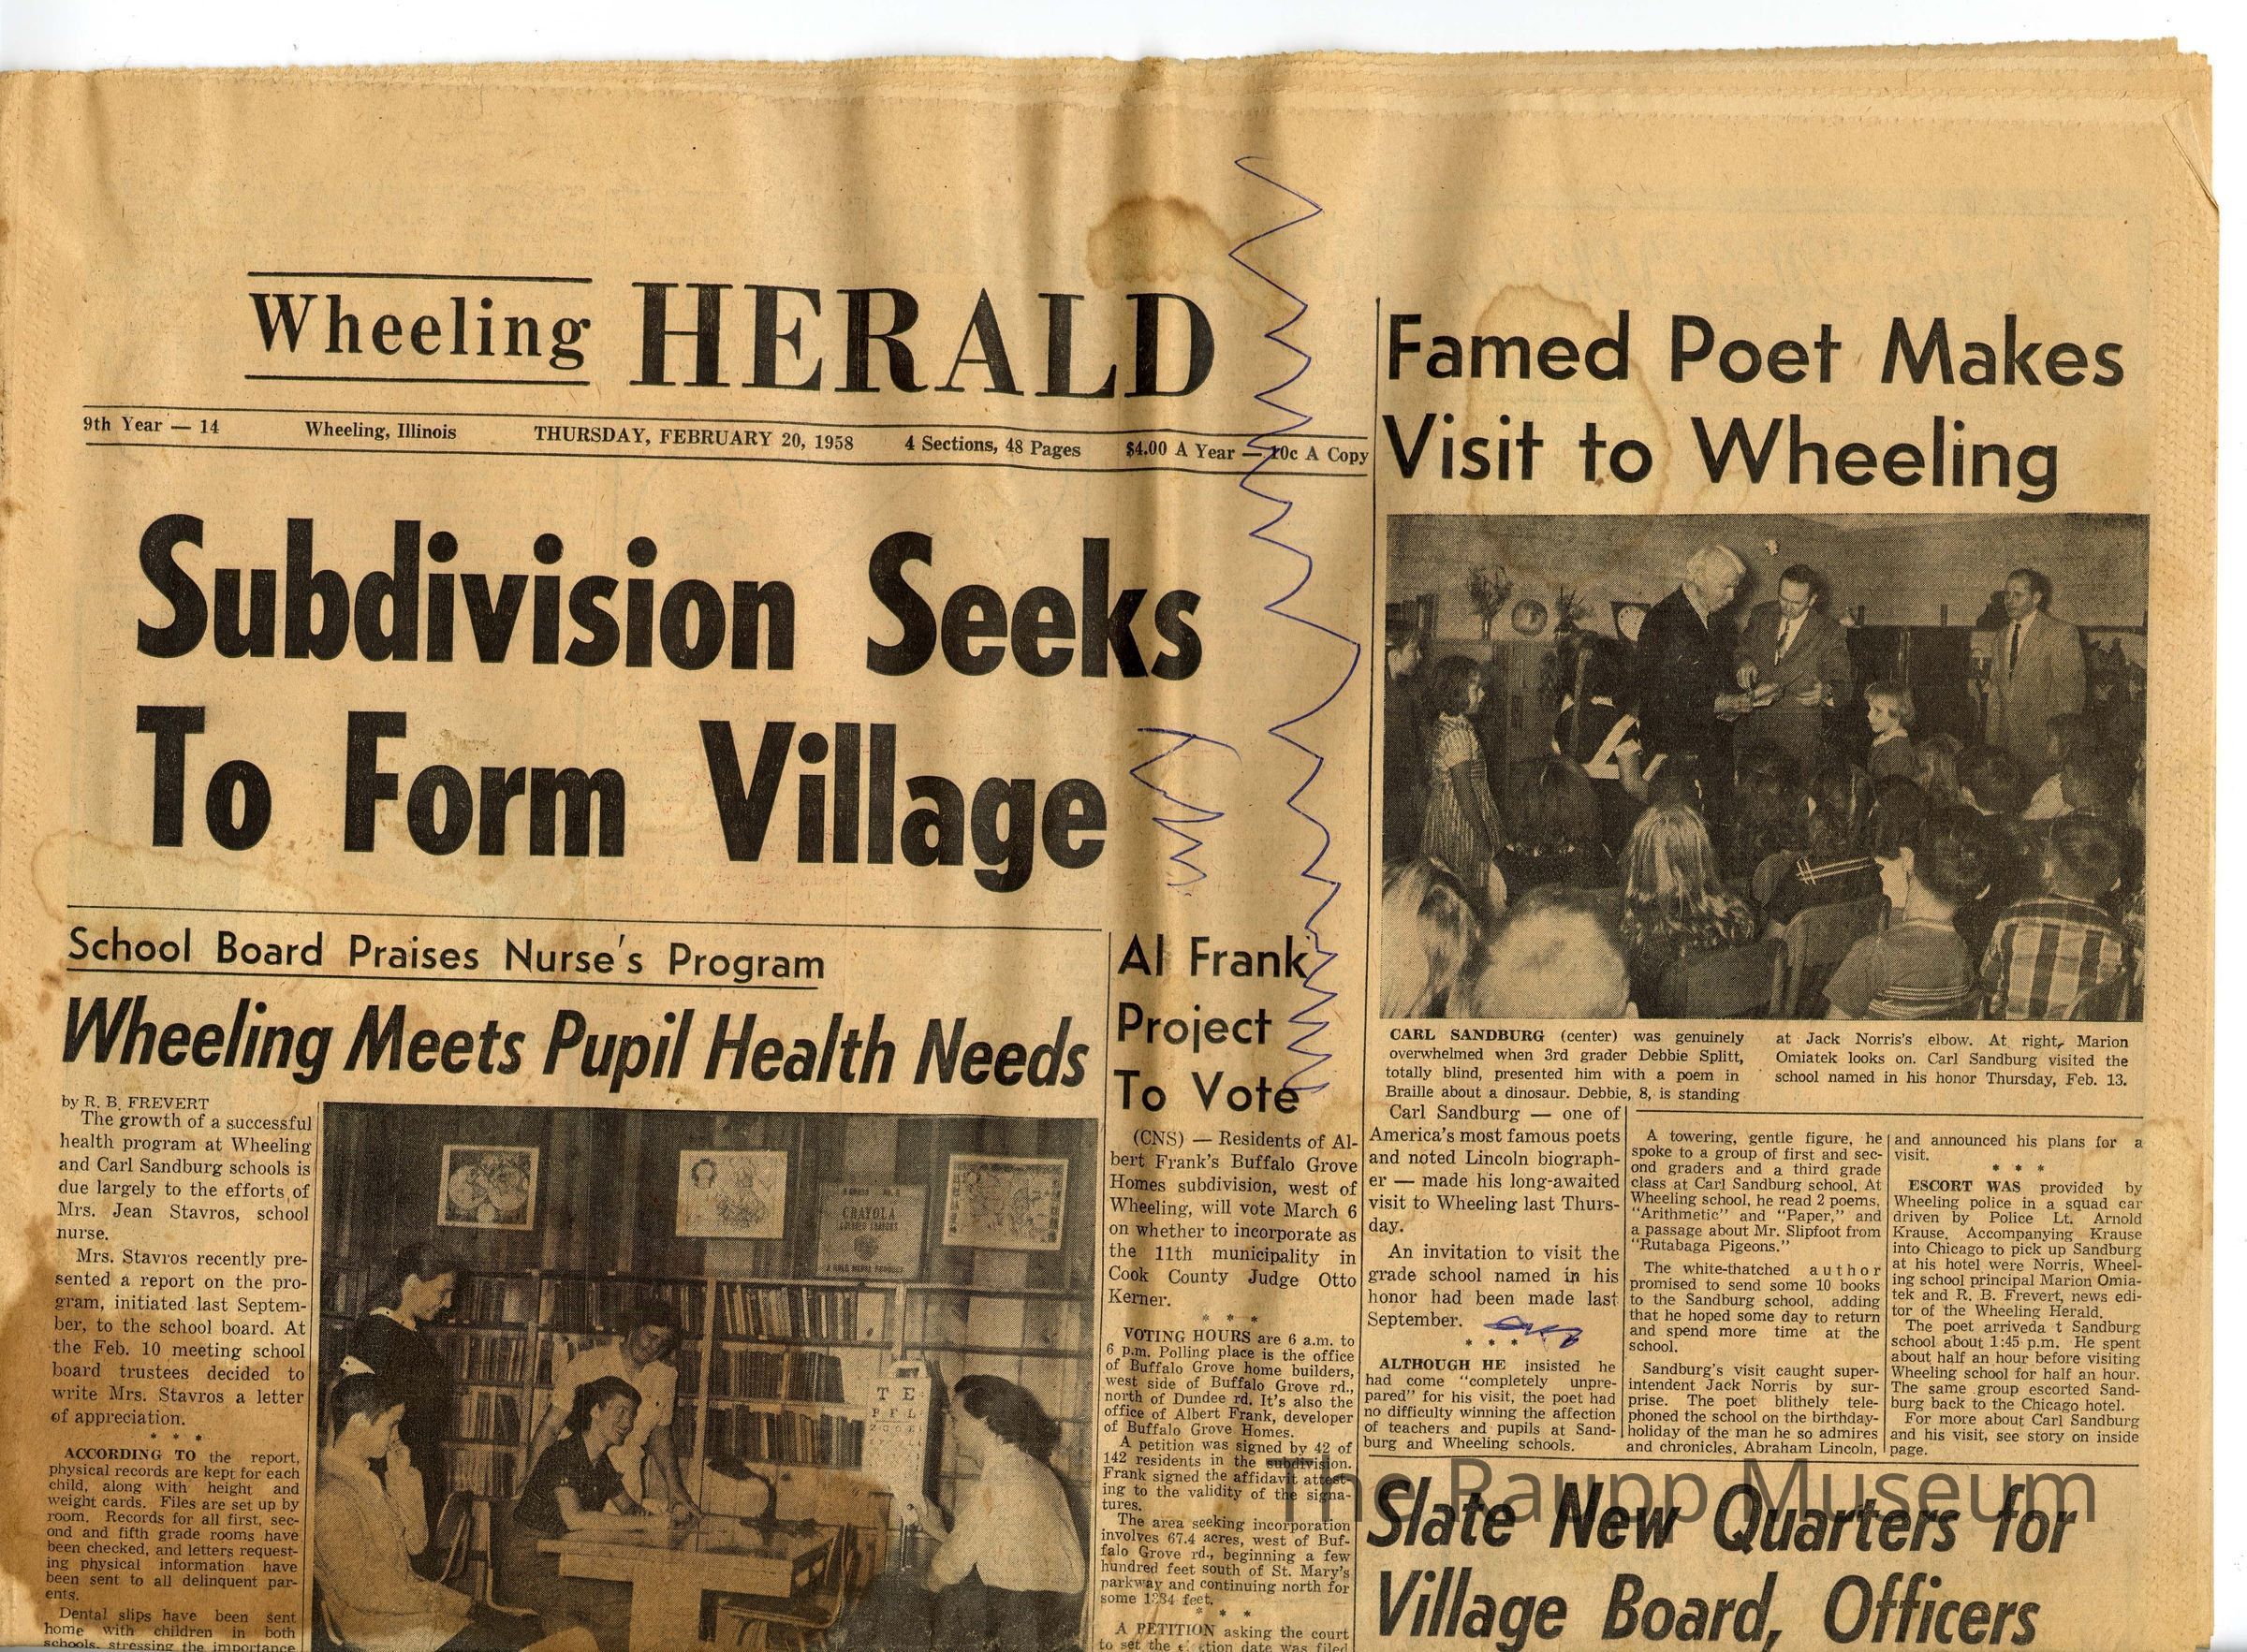 Wheeling HERALD
9th Year — 14 Wheeling, Illinois THURSDAY, FEBRUARY 20, 1958 4 Sections, 48 Pages $4.00 A Year — 10c A Copy
Subdivision Seeks
To Form Village
School Board Praises Nurse's Program
Wheeling Meets Pupil Health Needs
by R. B. FREVERT
The growth of a successful
health program at Wheeling
and Carl Sandburg schools is
due largely to the efforts of
Mrs. Jean Stavros, school
nurse.
Mrs. Stavros recently pre-
sented a report on the pro-
gram, initiated last Septem-
ber, to the school board. At
the Feb. 10 meeting school
board trustees decided to
write Mrs. Stavros a letter
of appreciation.
* * *
ACCORDING TO the report,
physical records are kept for each
child, along with height and
weight cards. Files are set up by
room. Records for all first, sec-
ond and fifth grade rooms have
been checked, and letters request-
ing physical information have
been sent to all delinquent par-
ents.
Dental slips have been sent
home with children in both
schools, stressing the importance
CRAYOLA
T E
P F L
Al Frank
Project
To Vote
(CNS) — Residents of Al-
bert Frank's Buffalo Grove
Homes subdivision, west of
Wheeling, will vote March 6
on whether to incorporate as
the 11th municipality in
Cook County Judge Otto
Kerner.
* * *
VOTING HOURS are 6 a.m. to
6 p.m. Polling place is the office
of Buffalo Grove home builders,
west side of Buffalo Grove rd.,
north of Dundee rd. It's also the
office of Albert Frank, developer
of Buffalo Grove Homes.
A petition was signed by 42 of
142 residents in the subdivision.
Frank signed the affidavit attest-
ing to the validity of the signa-
tures.
The area seeking incorporation
involves 67.4 acres, west of Buf-
falo Grove rd., beginning a few
hundred feet south of St. Mary's
parkway and continuing north for
some feet.
* * *
A PETITION asking the court
to set the date was filed
Famed Poet Makes
Visit to Wheeling
CARL SANDBURG (center) was genuinely
overwhelmed when 3rd grader Debbie Splitt,
totally blind, presented him with a poem in
Braille about a dinosaur. Debbie, 8, is standing
at Jack Norris's elbow. At right, Marion
Omiatek looks on. Carl Sandburg visited the
school named in his honor Thursday, Feb. 13.
Carl Sandburg — one of
America's most famous poets
and noted Lincoln biograph-
er — made his long-awaited
visit to Wheeling last Thurs-
day.
An invitation to visit the
grade school named in his
honor had been made last
September.
* * *
ALTHOUGH HE insisted he
had come "completely unpre-
pared" for his visit, the poet had
no difficulty winning the affection
of teachers and pupils at Sand-
burg and Wheeling schools.
A towering, gentle figure, he
spoke to a group of first and sec-
ond graders and a third grade
class at Carl Sandburg school. At
Wheeling school, he read 2 poems,
"Arithmetic" and "Paper," and
a passage about Mr. Slipfoot from
"Rutabaga Pigeons."
The white-thatched author
promised to send some 10 books
to the Sandburg school, adding
that he hoped some day to return
and spend more time at the
school.
Sandburg's visit caught super-
intendent Jack Norris by sur-
prise. The poet blithely tele-
phoned the school on the birthday-
holiday of the man he so admires
and chronicles, Abraham Lincoln,
and announced his plans for a
visit.
* * *
ESCORT WAS provided by
Wheeling police in a squad car
driven by Police Lt. Arnold
Krause. Accompanying Krause
into Chicago to pick up Sandburg
at his hotel were Norris, Wheel-
ing school principal Marion Omia-
tek and R. B. Frevert, news edi-
tor of the Wheeling Herald.
The poet arriveda t Sandburg
school about 1:45 p.m. He spent
about half an hour before visiting
Wheeling school for half an hour.
The same group escorted Sand-
burg back to the Chicago hotel.
For more about Carl Sandburg
and his visit, see story on inside
page.
The Raupp Museum
Slate New Quarters for
Village Board, Officers